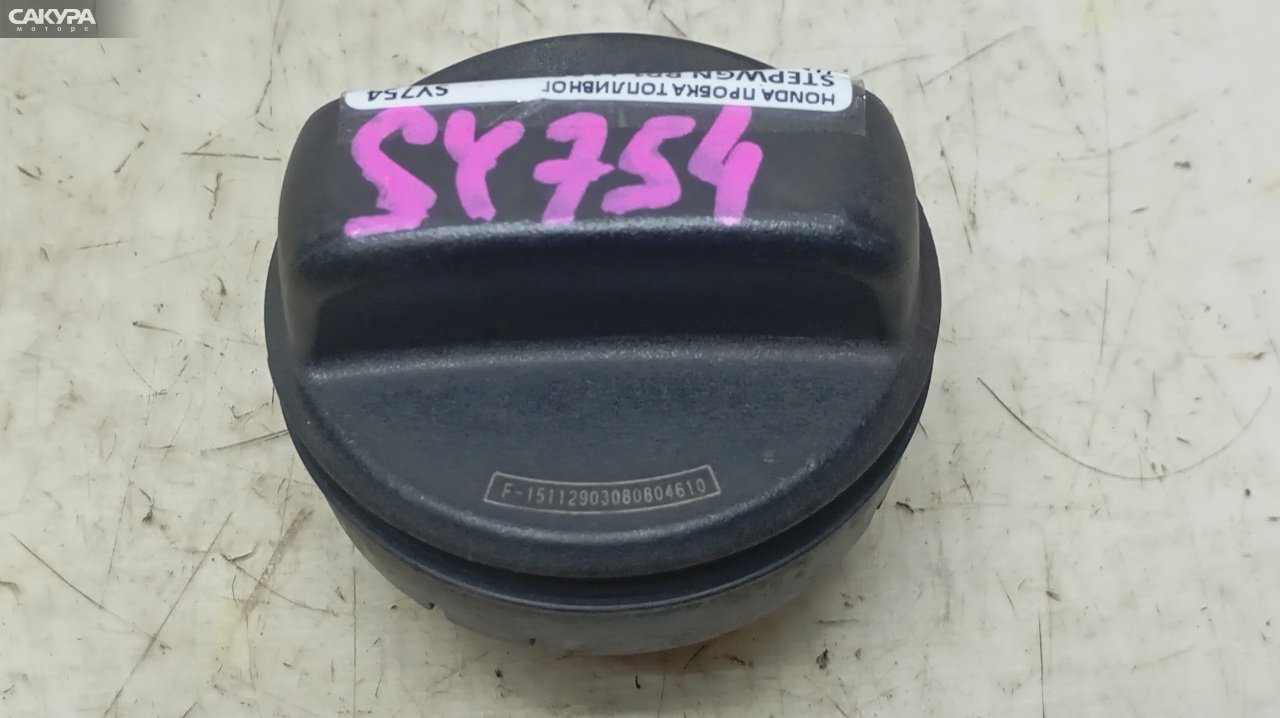 САКУРА
моторс
HONDA ПРОБКА ТОПЛИВНОГ
STEPWGN
SY754
SY754
F-15112903080804610